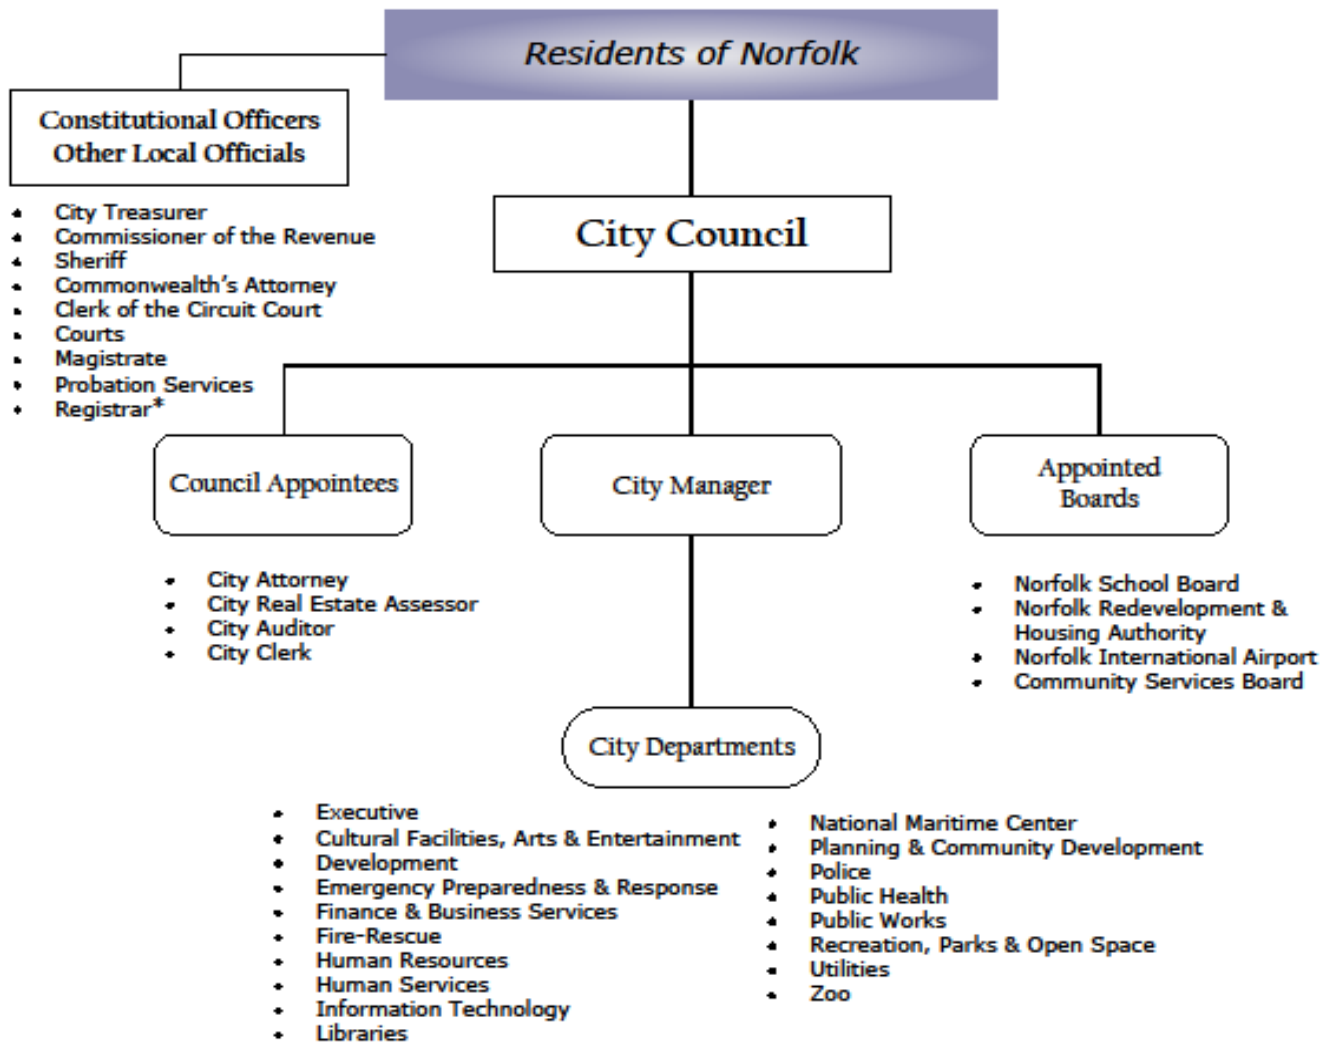 Residents of Norfolk
Constitutional Officers
Other Local Officials
• City Treasurer
• Commissioner of the Revenue
• Sheriff
• Commonwealth's Attorney
• Clerk of the Circuit Court
• Courts
• Magistrate
• Probation Services
• Registrar*
City Council
Council Appointees
• City Attorney
• City Real Estate Assessor
• City Auditor
• City Clerk
City Manager
Appointed
Boards
• Norfolk School Board
• Norfolk Redevelopment &
Housing Authority
• Norfolk International Airport
• Community Services Board
City Departments
• Executive
• Cultural Facilities, Arts & Entertainment
• Development
• Emergency Preparedness & Response
• Finance & Business Services
• Fire-Rescue
• Human Resources
• Human Services
• Information Technology
• Libraries
• National Maritime Center
• Planning & Community Development
• Police
• Public Health
• Public Works
• Recreation, Parks & Open Space
• Utilities
• Zoo